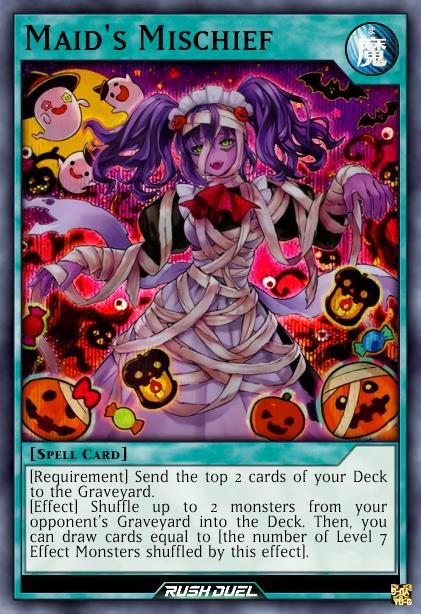 Maid's Mischief
ま
魔
[Spell Card]
[Requirement] Send the top 2 cards of your Deck
to the Graveyard.
[Effect] Shuffle up to 2 monsters from your
opponent's Graveyard into the Deck. Then, you
can draw cards equal to [the number of Level 7
Effect Monsters shuffled by this effect].
RUSH DUEL